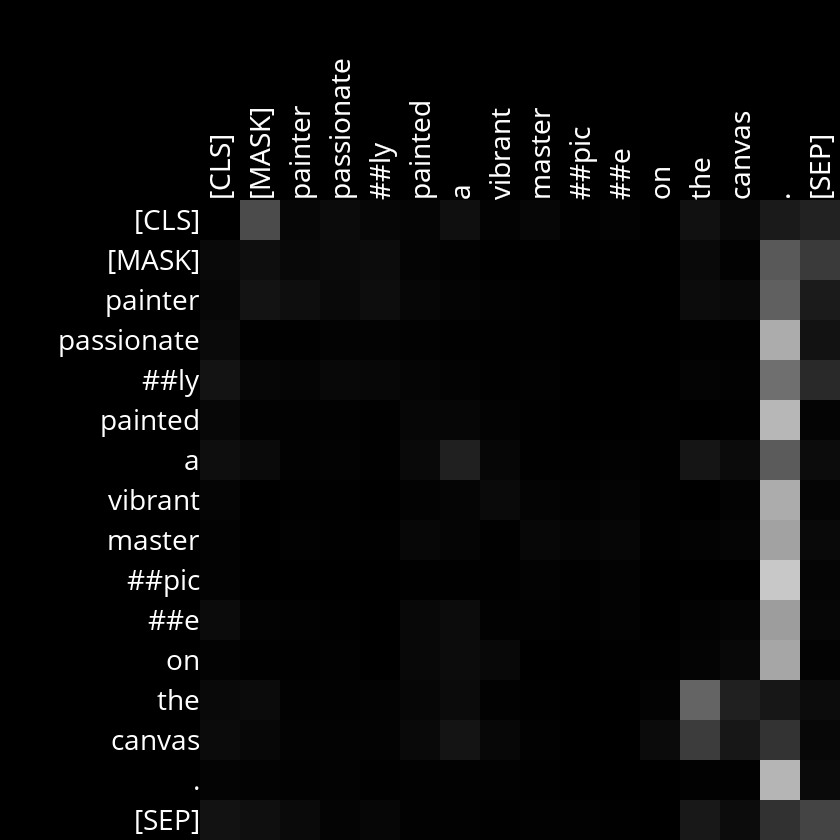 [CLS] [MASK] painter passionate ##ly painted a vibrant master ##pic ##e on the canvas . [SEP]
[CLS]
[MASK]
painter
passionate
##ly
painted
a
vibrant
master
##pic
##e
on
the
canvas
.
[SEP]